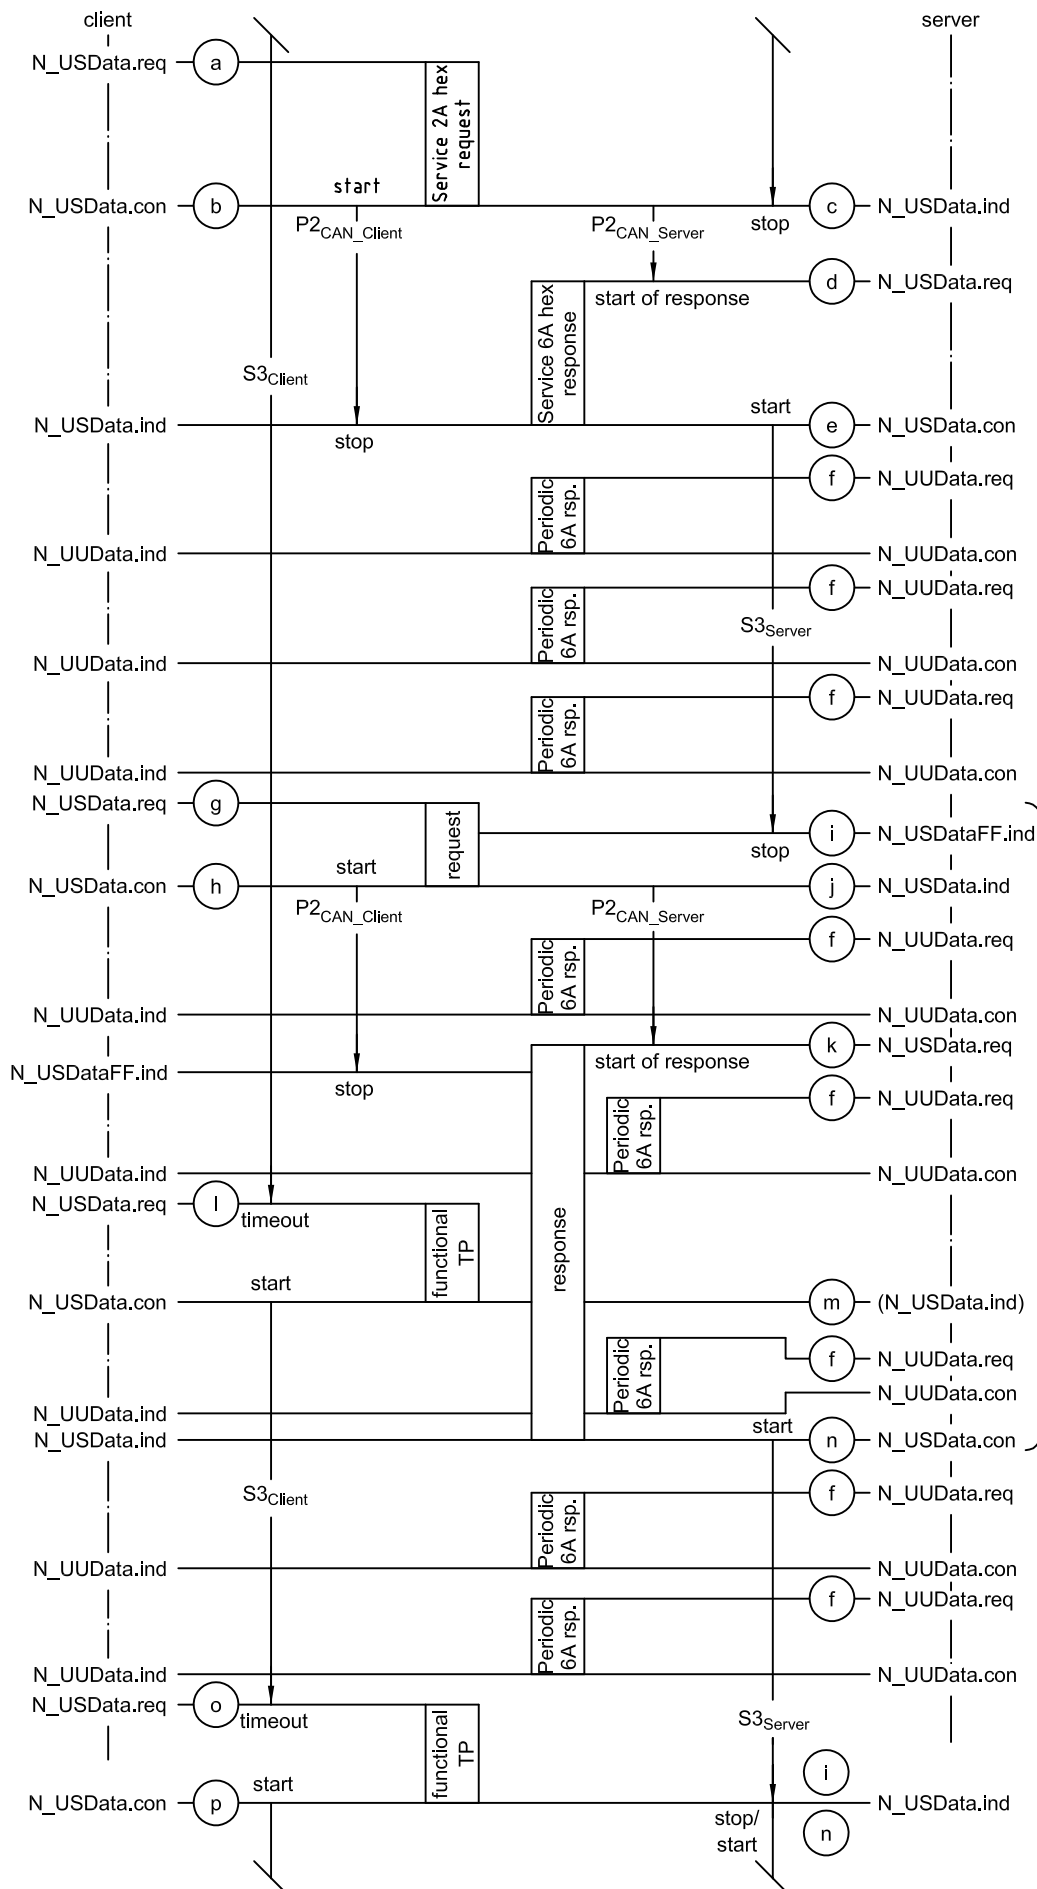 client
server
N_USData.req
a
Service 2A hex
request
start
N_USData.con
b
c
N_USData.ind
P2CAN_Client
P2CAN_Server
stop
d
N_USData.req
start of response
Service 6A hex
response
S3Client
start
N_USData.ind
e
N_USData.con
stop
f
N_UUData.req
Periodic
6A rsp.
N_UUData.ind
N_UUData.con
f
N_UUData.req
Periodic
6A rsp.
S3Server
N_UUData.ind
N_UUData.con
f
N_UUData.req
Periodic
6A rsp.
N_UUData.ind
N_UUData.con
N_USData.req
g
request
i
N_USDataFF.ind
stop
start
N_USData.con
h
j
N_USData.ind
P2CAN_Client
P2CAN_Server
f
N_UUData.req
Periodic
6A rsp.
N_UUData.ind
N_UUData.con
k
N_USData.req
start of response
N_USDataFF.ind
stop
f
N_UUData.req
Periodic
6A rsp.
N_UUData.ind
N_UUData.con
N_USData.req
l
timeout
functional
TP
response
start
N_USData.con
m
(N_USData.ind)
f
N_UUData.req
Periodic
6A rsp.
N_UUData.con
N_UUData.ind
start
N_USData.ind
n
N_USData.con
S3Client
f
N_UUData.req
Periodic
6A rsp.
N_UUData.ind
N_UUData.con
f
N_UUData.req
Periodic
6A rsp.
N_UUData.ind
N_UUData.con
N_USData.req
o
timeout
functional
TP
S3Server
i
start
N_USData.con
p
N_USData.ind
stop/
start
n